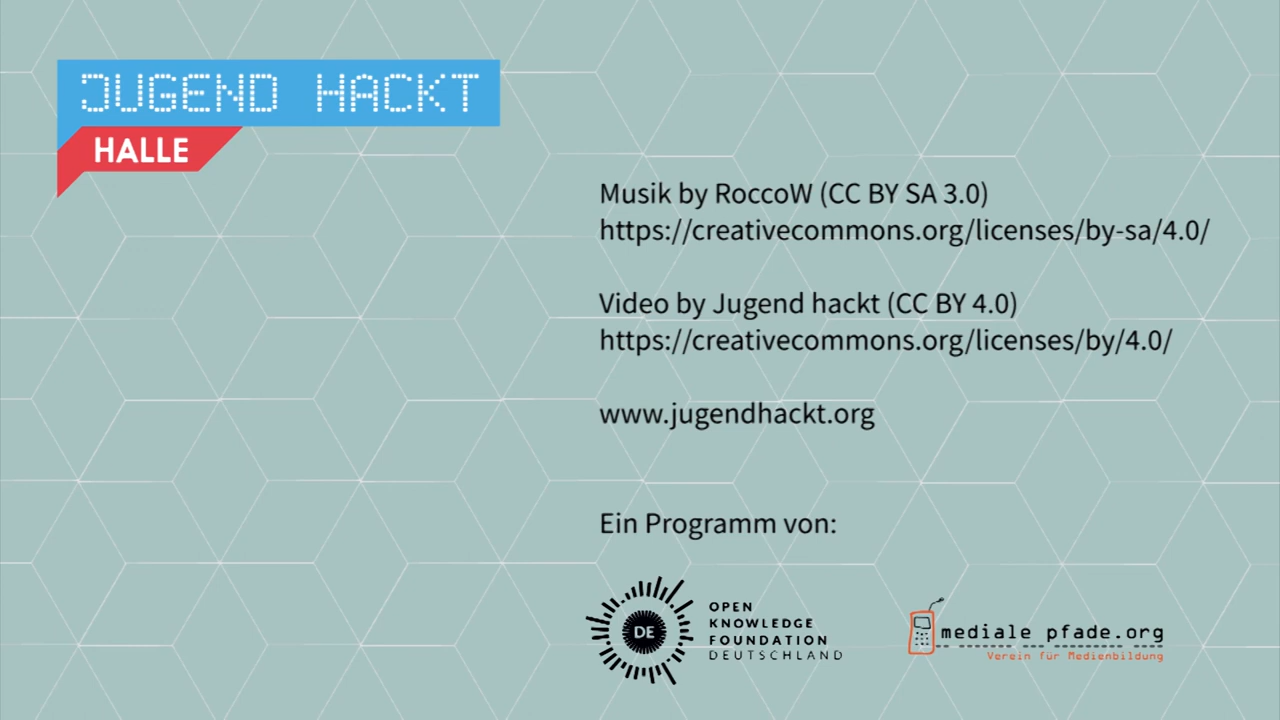 JUGEND HACKT
HALLE
Musik by RoccoW (CC BY SA 3.0)
https://creativecommons.org/licenses/by-sa/4.0/
Video by Jugend hackt (CC BY 4.0)
https://creativecommons.org/licenses/by/4.0/
www.jugendhackt.org
Ein Programm von:
DE
OPEN
KNOWLEDGE
FOUNDATION
DEUTSCHLAND
mediale pfade.org
Verein für Medienbildung